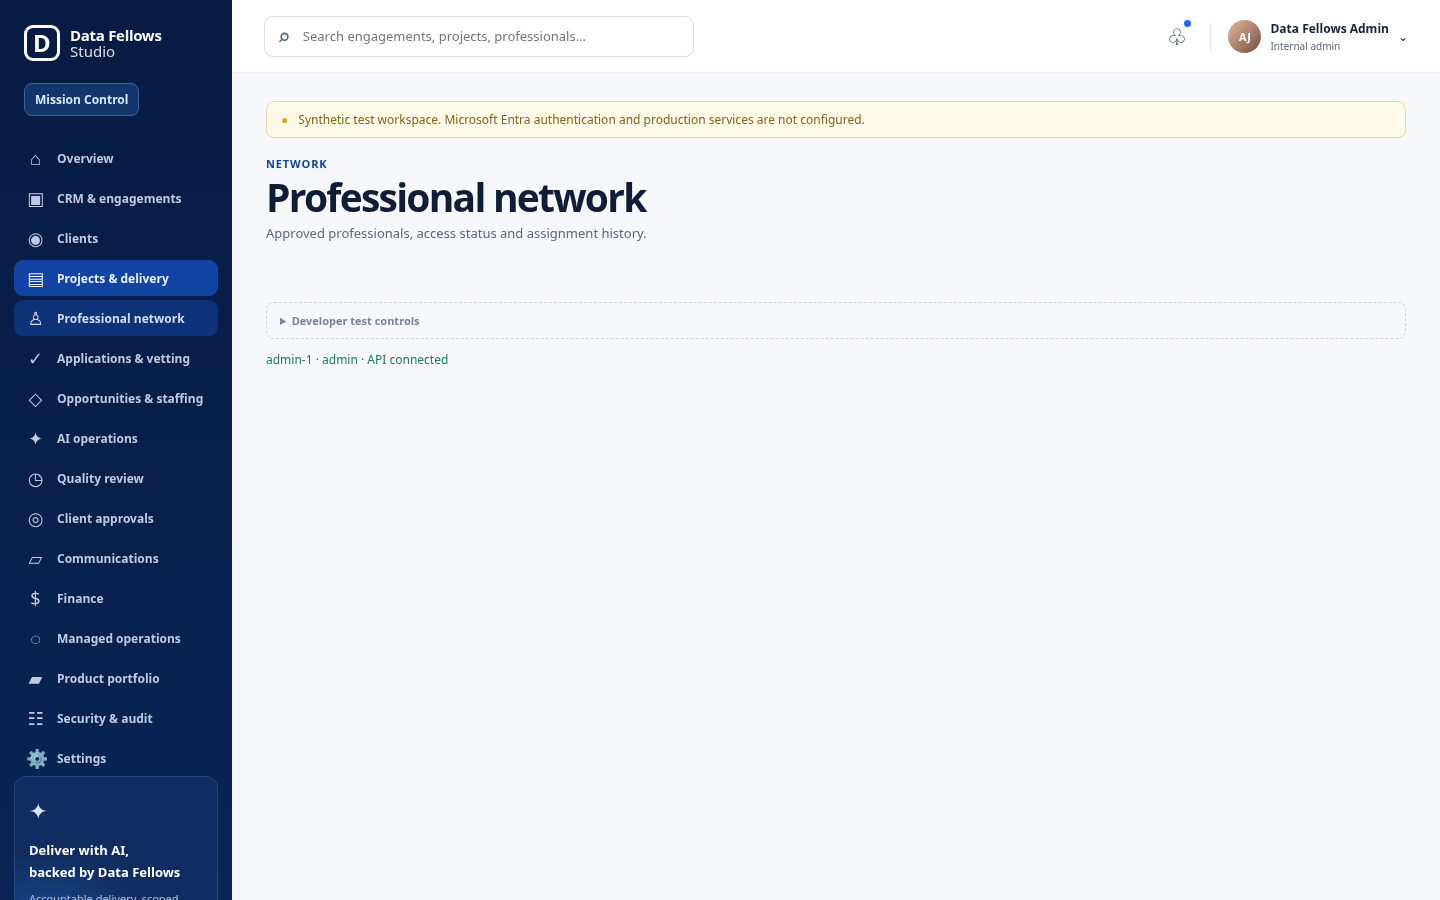 D
Data Fellows
Studio
Mission Control
Overview
CRM & engagements
Clients
Projects & delivery
Professional network
Applications & vetting
Opportunities & staffing
AI operations
Quality review
Client approvals
Communications
$ Finance
Managed operations
Product portfolio
Security & audit
Settings
Deliver with AI,
backed by Data Fellows
Accountable delivery, scoped
Search engagements, projects, professionals...
AJ
Data Fellows Admin
Internal admin
Synthetic test workspace. Microsoft Entra authentication and production services are not configured.
NETWORK
Professional network
Approved professionals, access status and assignment history.
Developer test controls
admin-1 · admin · API connected